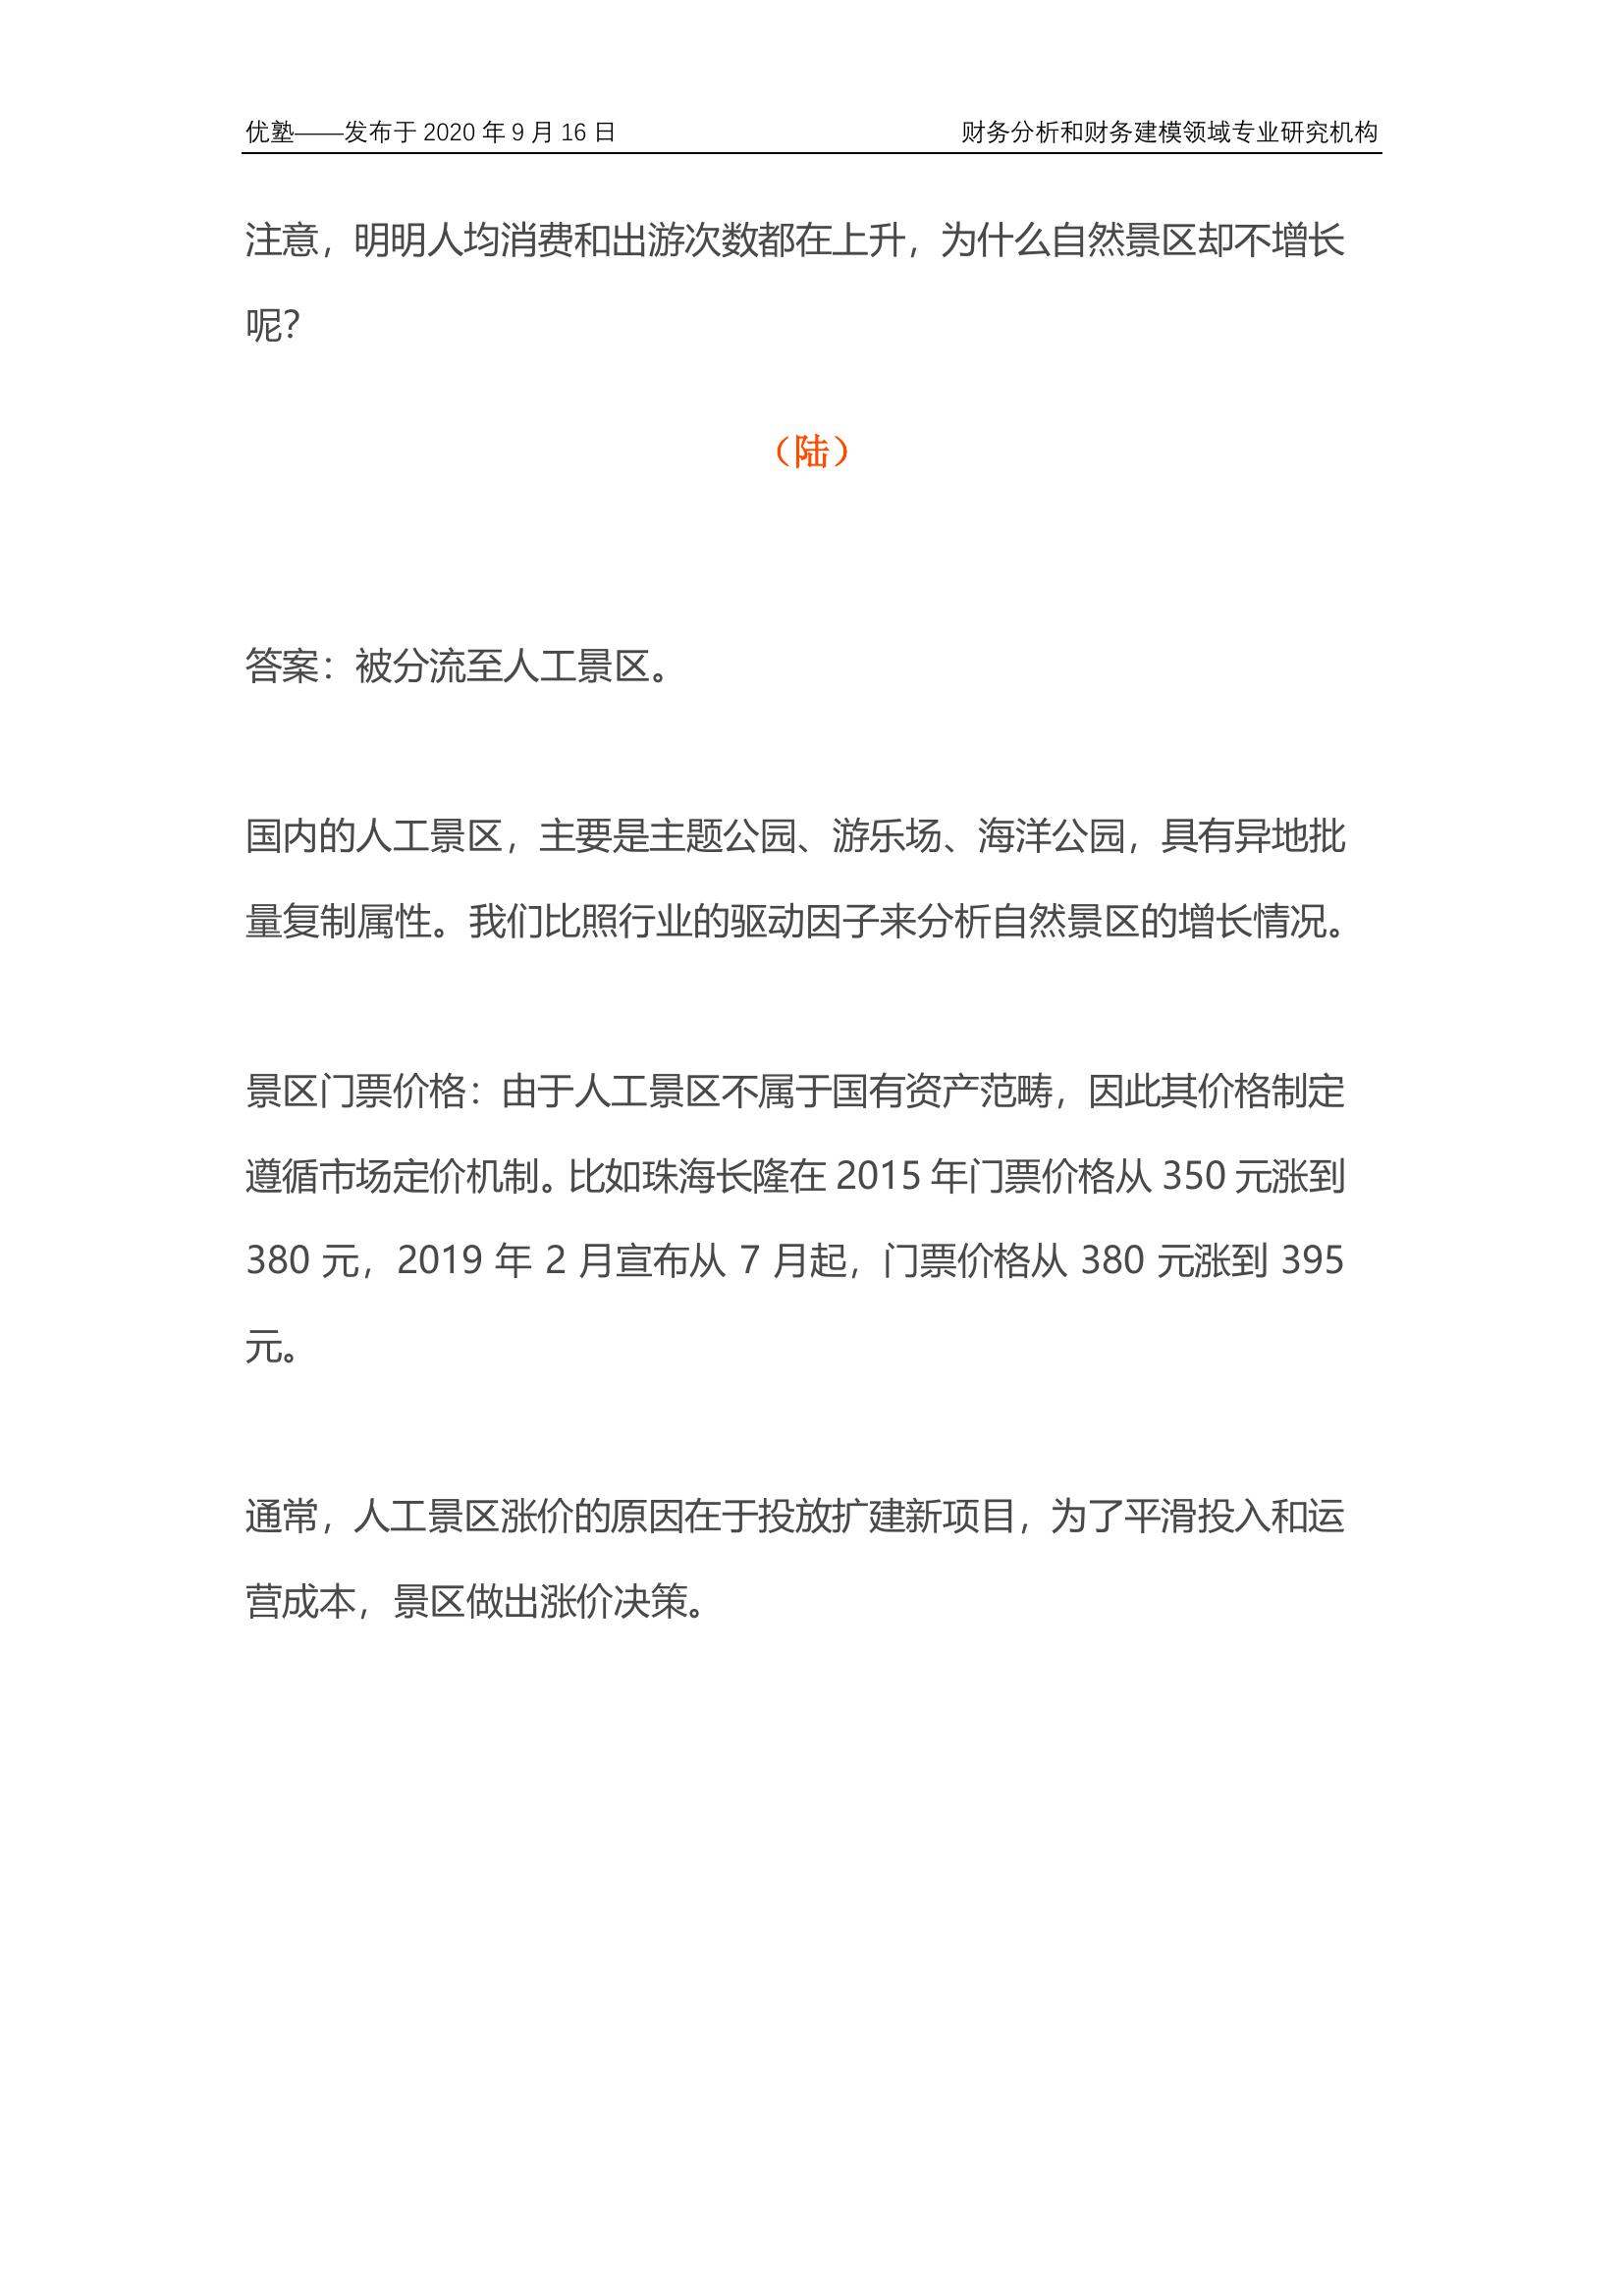 优塾——发布于 2020 年 9 月 16 日 财务分析和财务建模领域专业研究机构
注意，明明人均消费和出游次数都在上升，为什么自然景区却不增长
呢？
（陆）
答案：被分流至人工景区。
国内的人工景区，主要是主题公园、游乐场、海洋公园，具有异地批
量复制属性。我们比照行业的驱动因子来分析自然景区的增长情况。
景区门票价格：由于人工景区不属于国有资产范畴，因此其价格制定
遵循市场定价机制。比如珠海长隆在 2015 年门票价格从 350 元涨到
380 元，2019 年 2 月宣布从 7 月起，门票价格从 380 元涨到 395
元。
通常，人工景区涨价的原因在于投放扩建新项目，为了平滑投入和运
营成本，景区做出涨价决策。